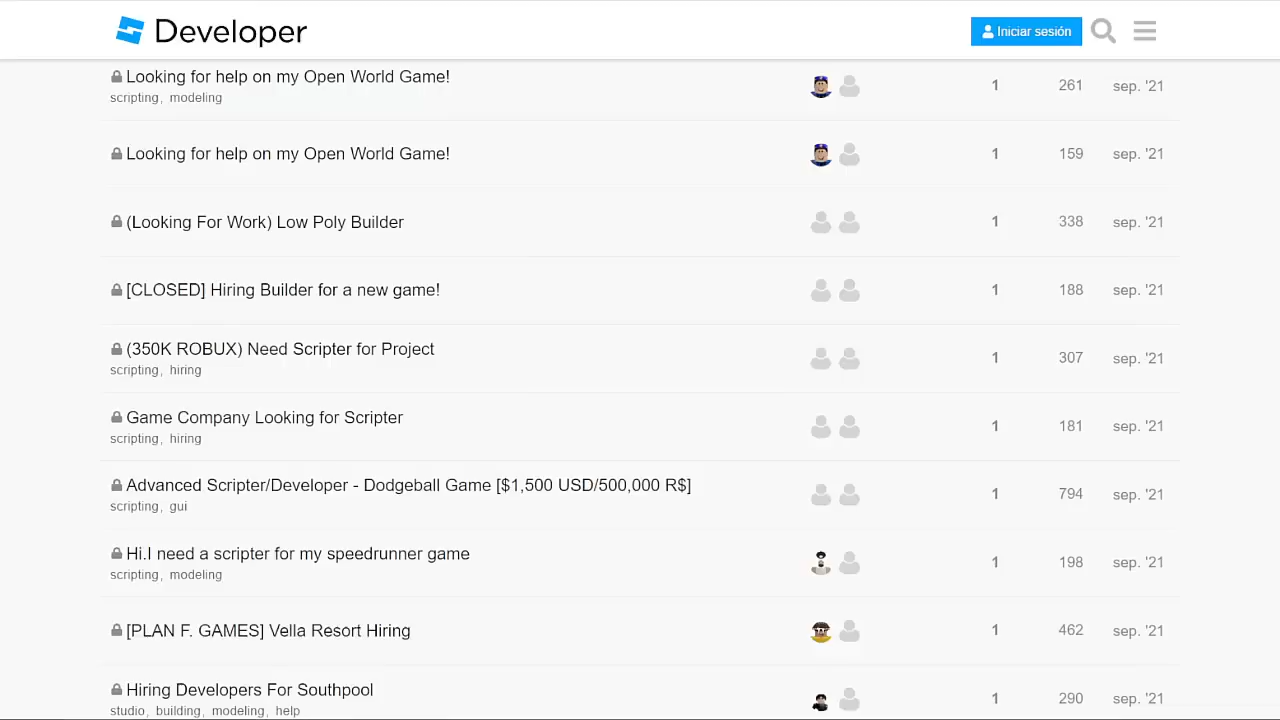 Developer
Iniciar sesión
Looking for help on my Open World Game!
scripting, modeling
1 261 sep. '21
Looking for help on my Open World Game!
1 159 sep. '21
(Looking For Work) Low Poly Builder
1 338 sep. '21
[CLOSED] Hiring Builder for a new game!
1 188 sep. '21
(350K ROBUX) Need Scripter for Project
scripting, hiring
1 307 sep. '21
Game Company Looking for Scripter
scripting, hiring
1 181 sep. '21
Advanced Scripter/Developer - Dodgeball Game [$1,500 USD/500,000 R$]
scripting, gui
1 794 sep. '21
Hi.I need a scripter for my speedrunner game
scripting, modeling
1 198 sep. '21
[PLAN F. GAMES] Vella Resort Hiring
1 462 sep. '21
Hiring Developers For Southpool
studio, building, modeling, help
1 290 sep. '21